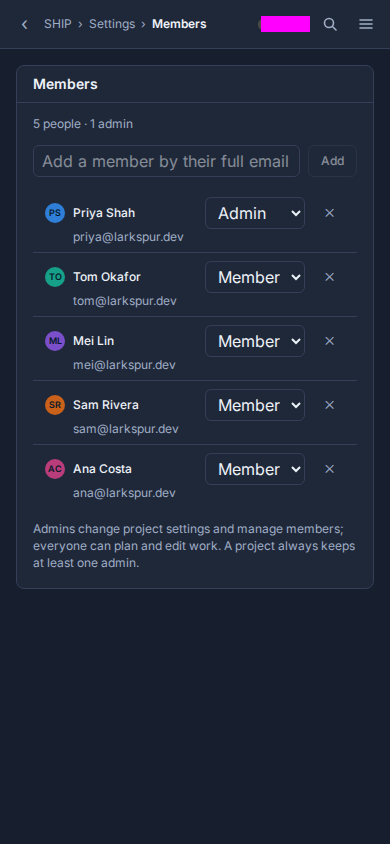 SHIP › Settings › Members
Members
5 people · 1 admin
Add a member by their full email
Add
PS Priya Shah Admin
priya@larkspur.dev
TO Tom Okafor Member
tom@larkspur.dev
ML Mei Lin Member
mei@larkspur.dev
SR Sam Rivera Member
sam@larkspur.dev
AC Ana Costa Member
ana@larkspur.dev
Admins change project settings and manage members;
everyone can plan and edit work. A project always keeps
at least one admin.